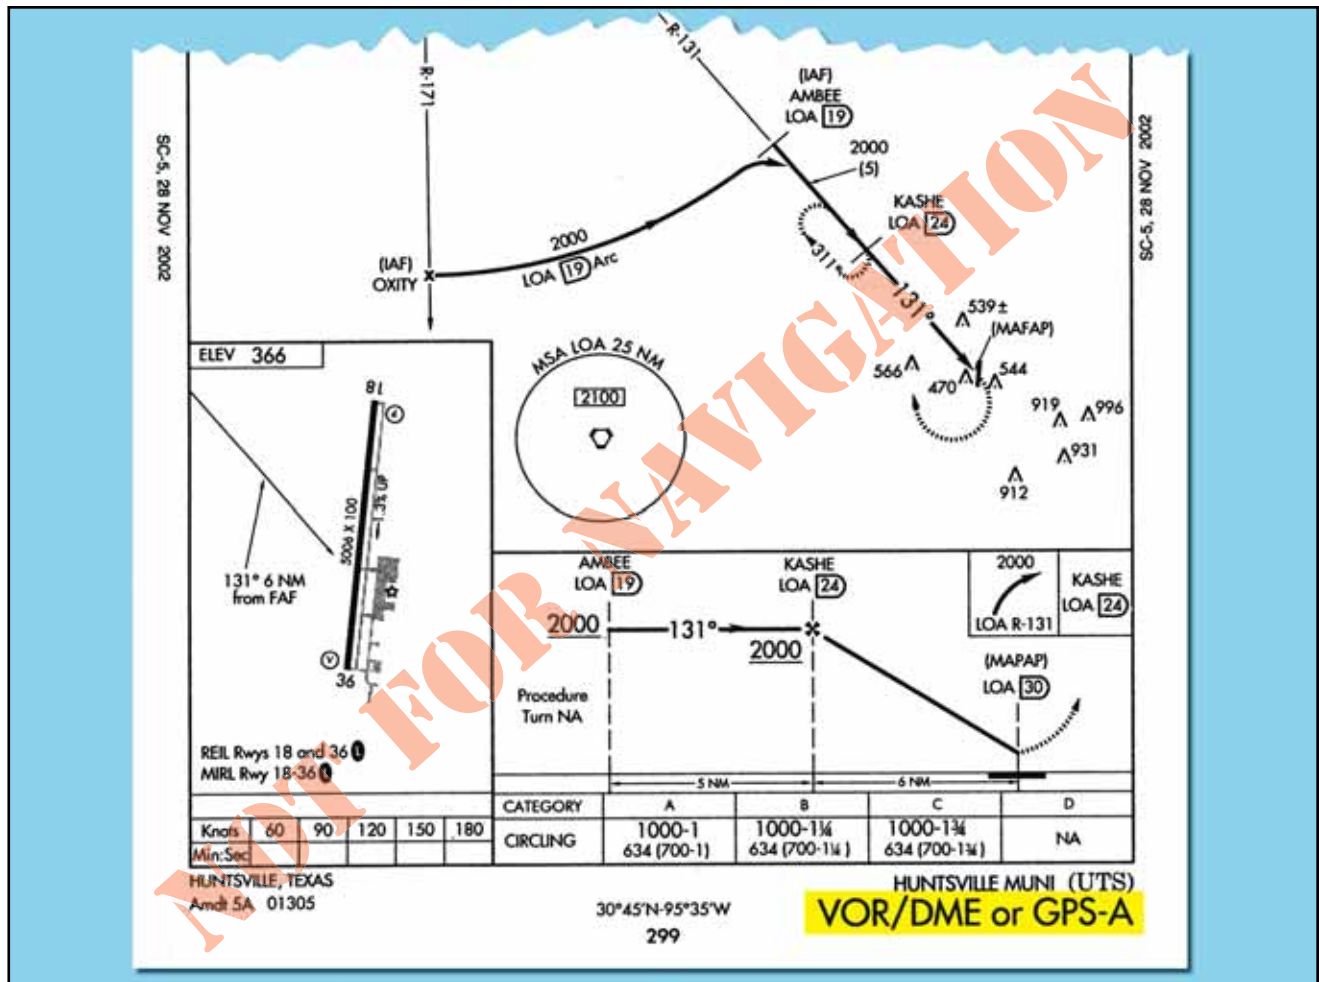 R-171
R-131
(IAF)
AMBEE
LOA 19
2000
(5)
KASHE
LOA 24
2000
LOA 19 Arc
(IAF)
OXITY
311°
131°
539±
(MAFAP)
566
470
544
919
996
931
912
SC-5, 28 NOV 2002
SC-5, 28 NOV 2002
MSA LOA 25 NM
2100
ELEV 366
18
5006 X 100
1.3% UP
36
131° 6 NM
from FAF
REIL Rwys 18 and 36 L
MIRL Rwy 18-36 L
AMBEE
LOA 19
KASHE
LOA 24
2000
LOA R-131
KASHE
LOA 24
2000
131°
2000
(MAPAP)
LOA 30
Procedure
Turn NA
5 NM
6 NM
CATEGORY A B C D
CIRCLING 1000-1 1000-1¼ 1000-1¾ NA
634 (700-1) 634 (700-1¼) 634 (700-1¾)
Knots 60 90 120 150 180
Min:Sec
HUNTSVILLE, TEXAS
Amdt 5A 01305
30°45'N-95°35'W
299
HUNTSVILLE MUNI (UTS)
VOR/DME or GPS-A
NOT FOR NAVIGATION